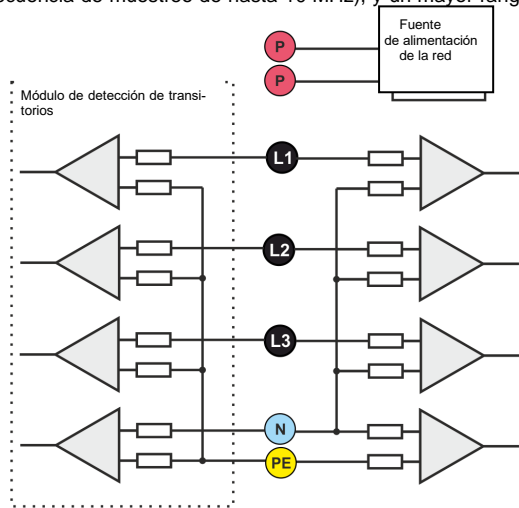 cuencia de muestreo de hasta 10 MHz), y un mayor rang
P
Fuente
de alimentación
de la red
P
Módulo de detección de transi-
torios
L1
L2
L3
N
PE